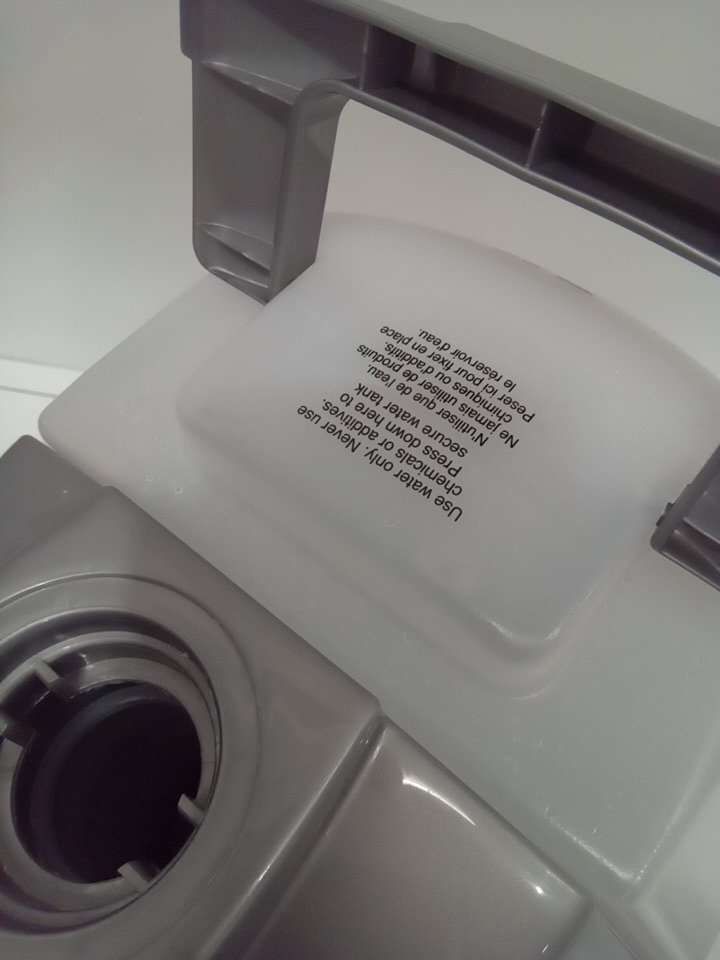 Use water only. Never use
chemicals or additives.
Press down here to
secure water tank
N'utiliser que de l'eau.
Ne jamais utiliser de produits
chimiques ou d'additifs.
Peser ici pour fixer en place
le réservoir d'eau.